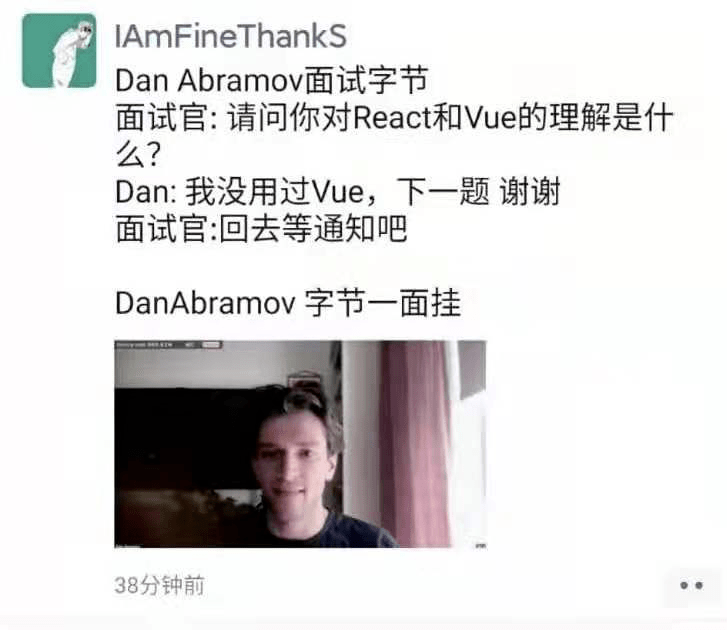 IAmFineThankS
Dan Abramov面试字节
面试官: 请问你对React和Vue的理解是什
么?
Dan: 我没用过Vue，下一题 谢谢
面试官:回去等通知吧
DanAbramov 字节一面挂
38分钟前